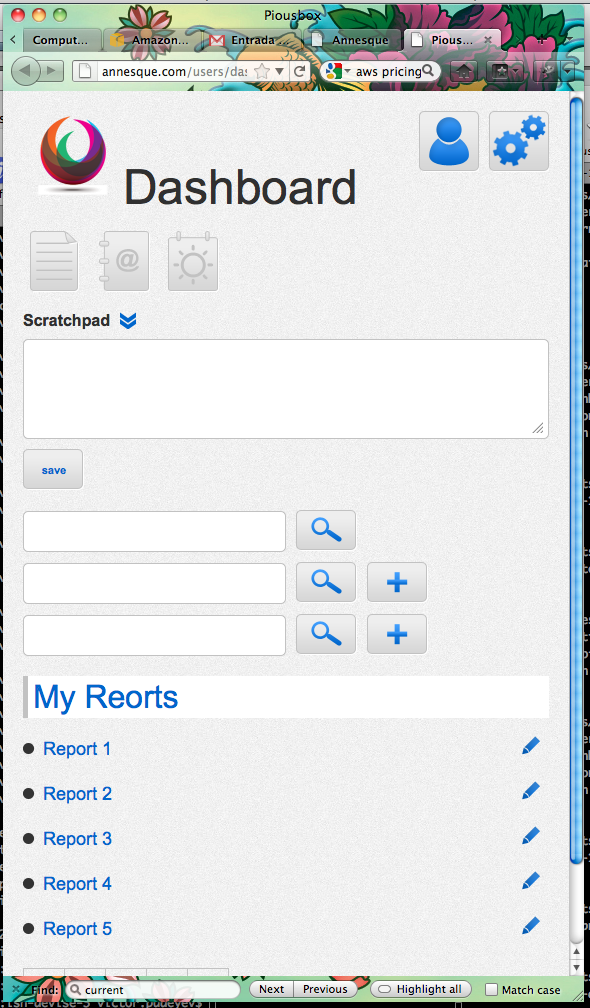 Piousbox
Comput... Amazon... Entrada Annesque Pious...
annesque.com/users/da aws pricing
Dashboard
@
Scratchpad
save
My Reorts
Report 1
Report 2
Report 3
Report 4
Report 5
Find: current Next Previous Highlight all Match case